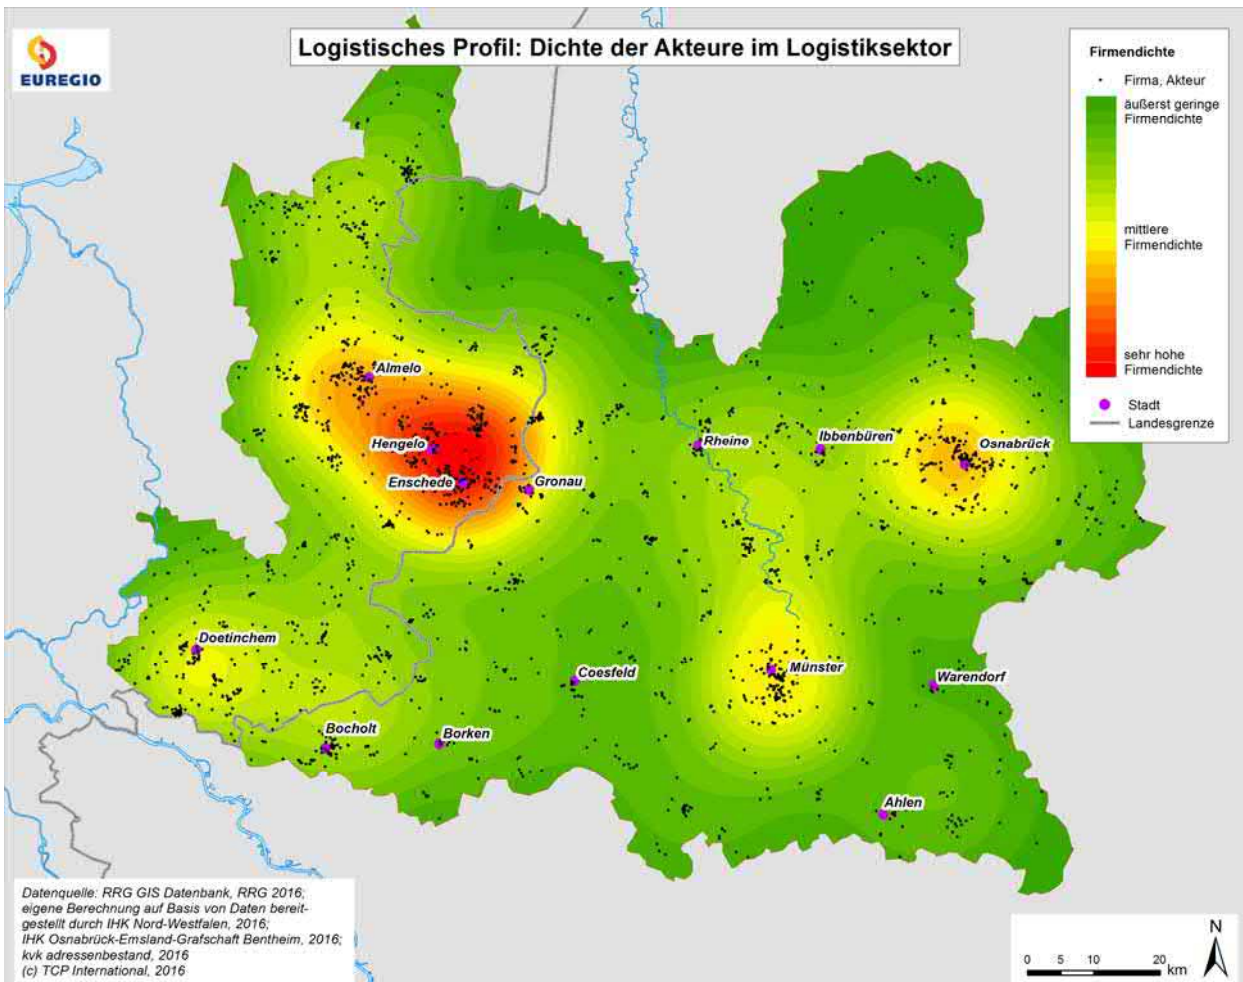 Logistisches Profil: Dichte der Akteure im Logistiksektor
EUREGIO
Firmendichte
Firma, Akteur
äußerst geringe
Firmendichte
mittlere
Firmendichte
sehr hohe
Firmendichte
Stadt
Landesgrenze
Almelo
Hengelo
Enschede
Gronau
Rheine
Ibbenbüren
Osnabrück
Doetinchem
Coesfeld
Münster
Warendorf
Bocholt
Borken
Ahlen
Datenquelle: RRG GIS Datenbank, RRG 2016;
eigene Berechnung auf Basis von Daten bereit-
gestellt durch IHK Nord-Westfalen, 2016;
IHK Osnabrück-Emsland-Grafschaft Bentheim, 2016;
kvk adressenbestand, 2016
(c) TCP International, 2016
N
0 5 10 20
km